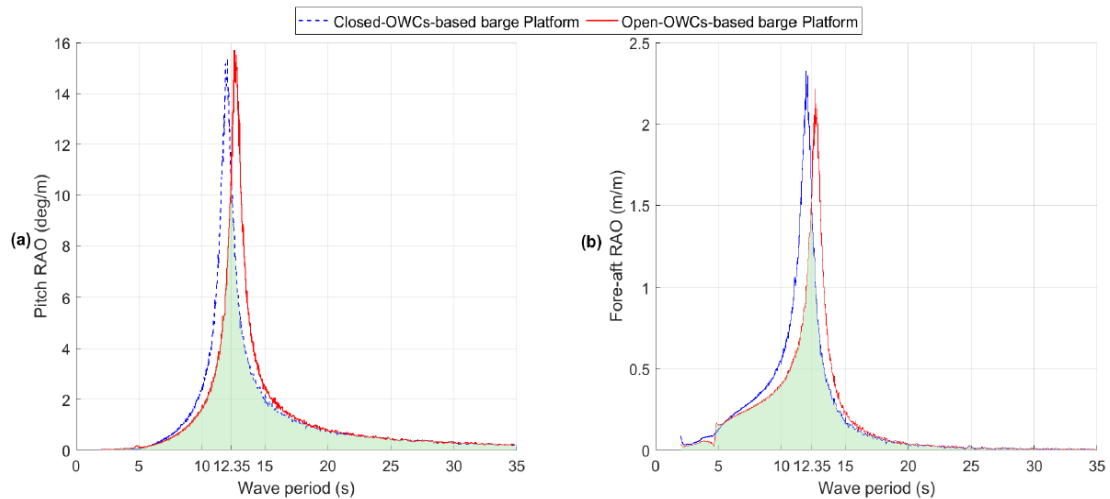 Closed-OWCs-based barge Platform Open-OWCs-based barge Platform
(a)
Pitch RAO (deg/m)
16
14
12
10
8
6
4
2
0
0 5 10 12.35 15 20 25 30 35
Wave period (s)
(b)
Fore-aft RAO (m/m)
2.5
2
1.5
1
0.5
0
0 5 10 12.35 15 20 25 30 35
Wave period (s)